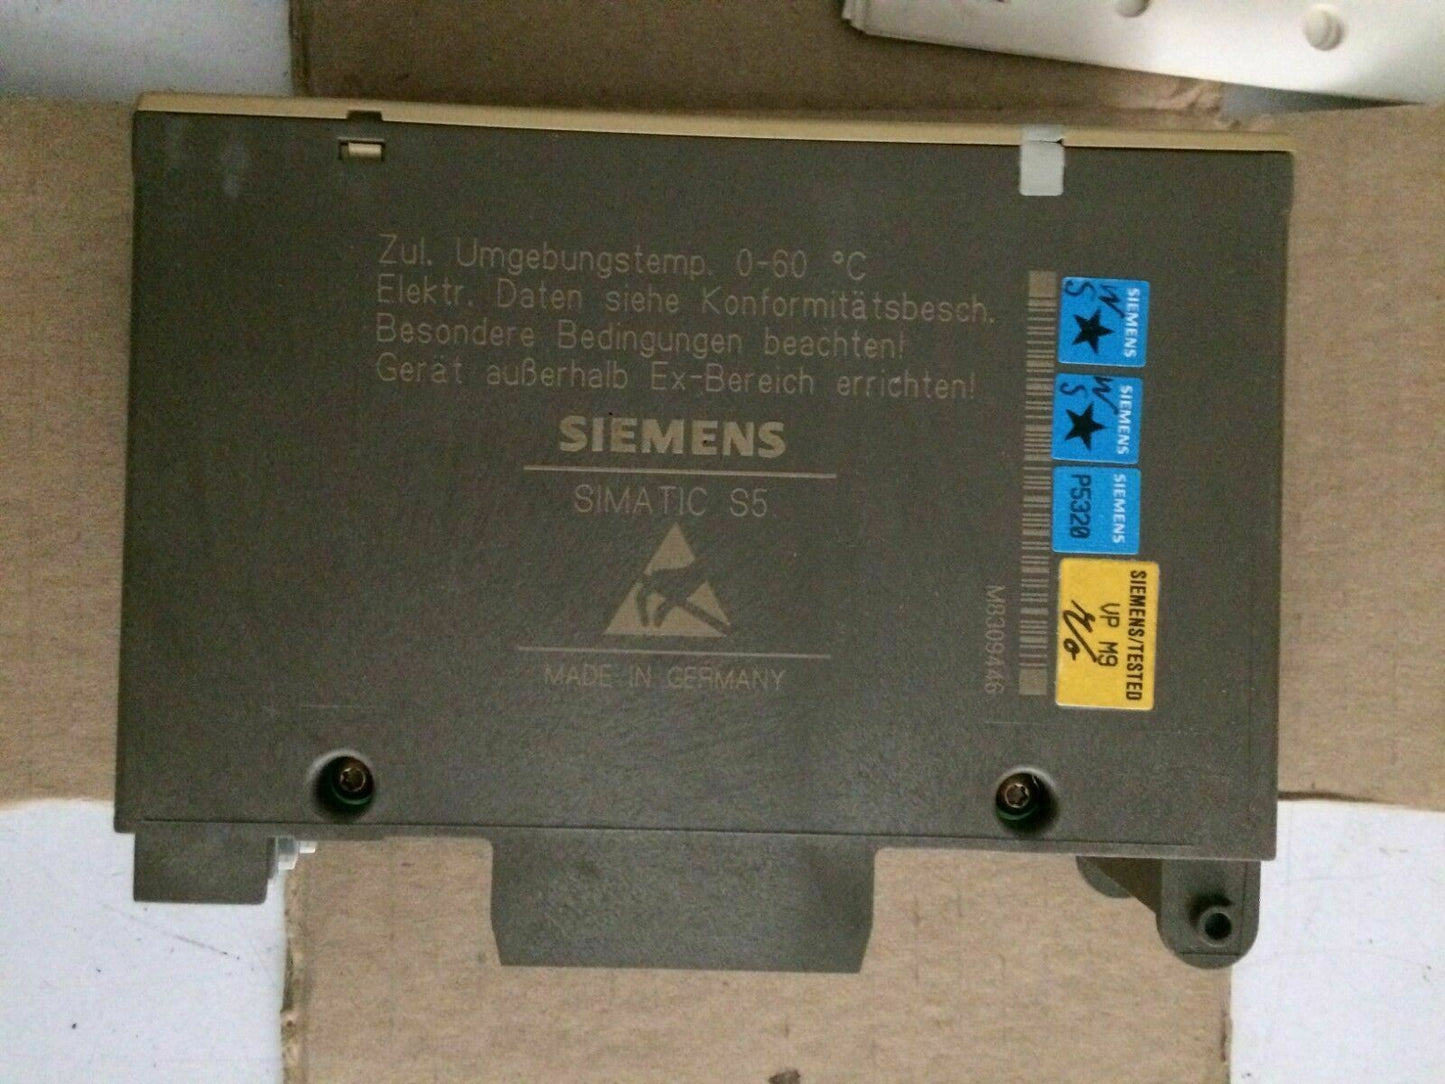 Zul. Umgebungstemp. 0-60 °C
Elektr. Daten siehe Konformitätsbesch.
Besondere Bedingungen beachten!
Gerät außerhalb Ex-Bereich errichten!
SIEMENS
SIMATIC S5
MADE IN GERMANY
M8309446
SIEMENS
W
S
SIEMENS
W
S
SIEMENS
P5320
SIEMENS/TESTED
VP M9